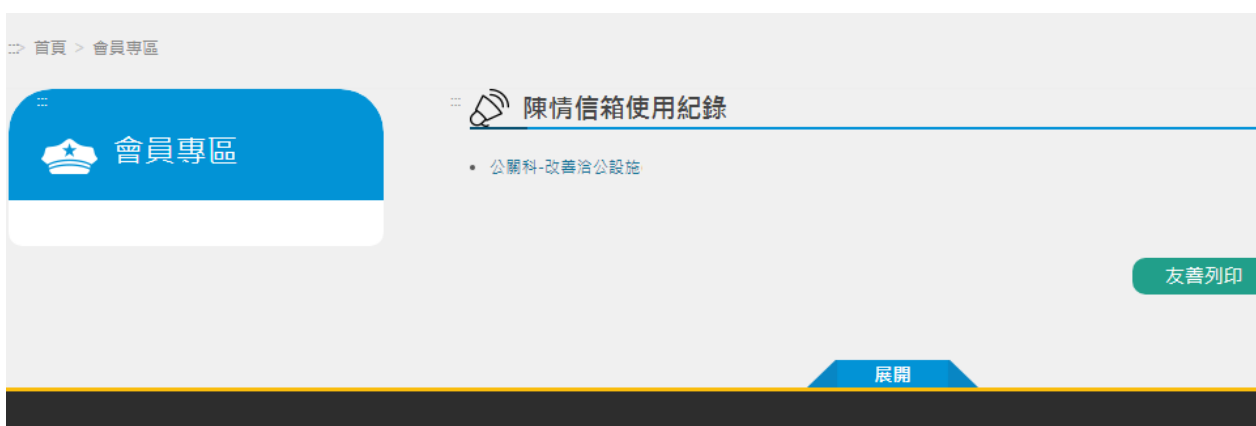 ::: 首頁 > 會員專區
:::
會員專區
:::
陳情信箱使用紀錄
• 公關科-改善洽公設施
友善列印
展開